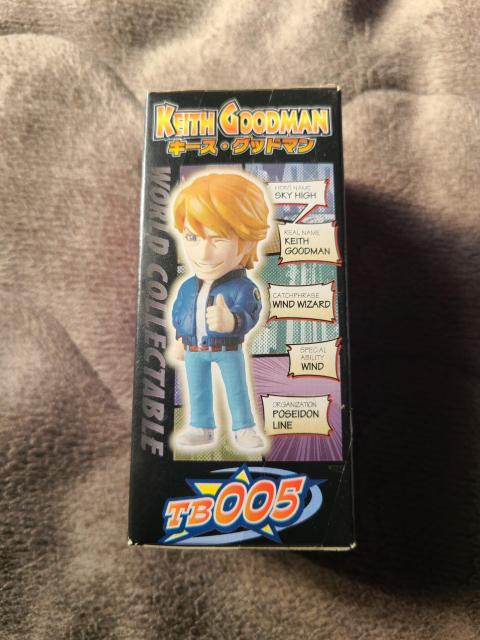 KEITH GOODMAN
キース・グッドマン
WORLD COLLECTABLE
HERO NAME
SKY HIGH
REAL NAME
KEITH
GOODMAN
CATCHPHRASE
WIND WIZARD
SPECIAL
ABILITY
WIND
ORGANIZATION
POSEIDON
LINE
TB005